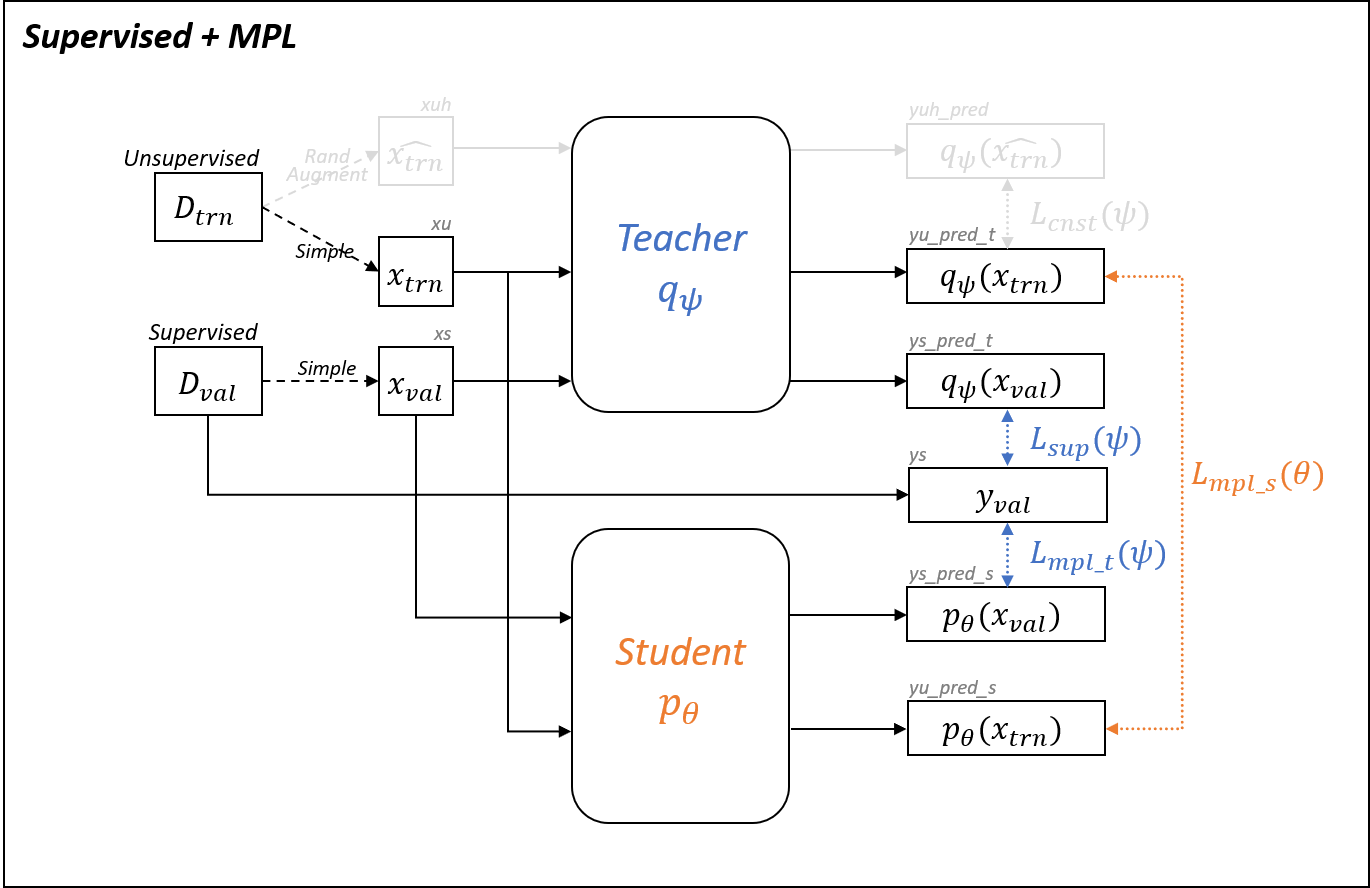 Supervised + MPL
xuh
yuh_pred
Unsupervised
Rand
Augment
$\widehat{x_{trn}}$
$q_\psi(\widehat{x_{trn}})$
$D_{trn}$
$L_{cnst}(\psi)$
xu
yu_pred_t
Simple
Teacher
$x_{trn}$
$q_\psi$
$q_\psi(x_{trn})$
Supervised
xs
ys_pred_t
Simple
$D_{val}$
$x_{val}$
$q_\psi(x_{val})$
$L_{sup}(\psi)$
ys
$L_{mpl\_s}(\theta)$
$y_{val}$
$L_{mpl\_t}(\psi)$
ys_pred_s
$p_\theta(x_{val})$
Student
$p_\theta$
yu_pred_s
$p_\theta(x_{trn})$